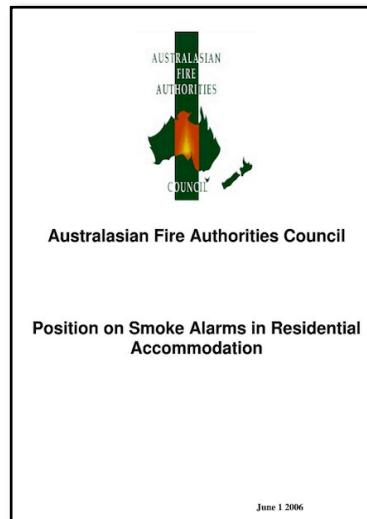 AUSTRALASIAN
FIRE
AUTHORITIES
COUNCIL
Australasian Fire Authorities Council
Position on Smoke Alarms in Residential
Accommodation
June 1 2006